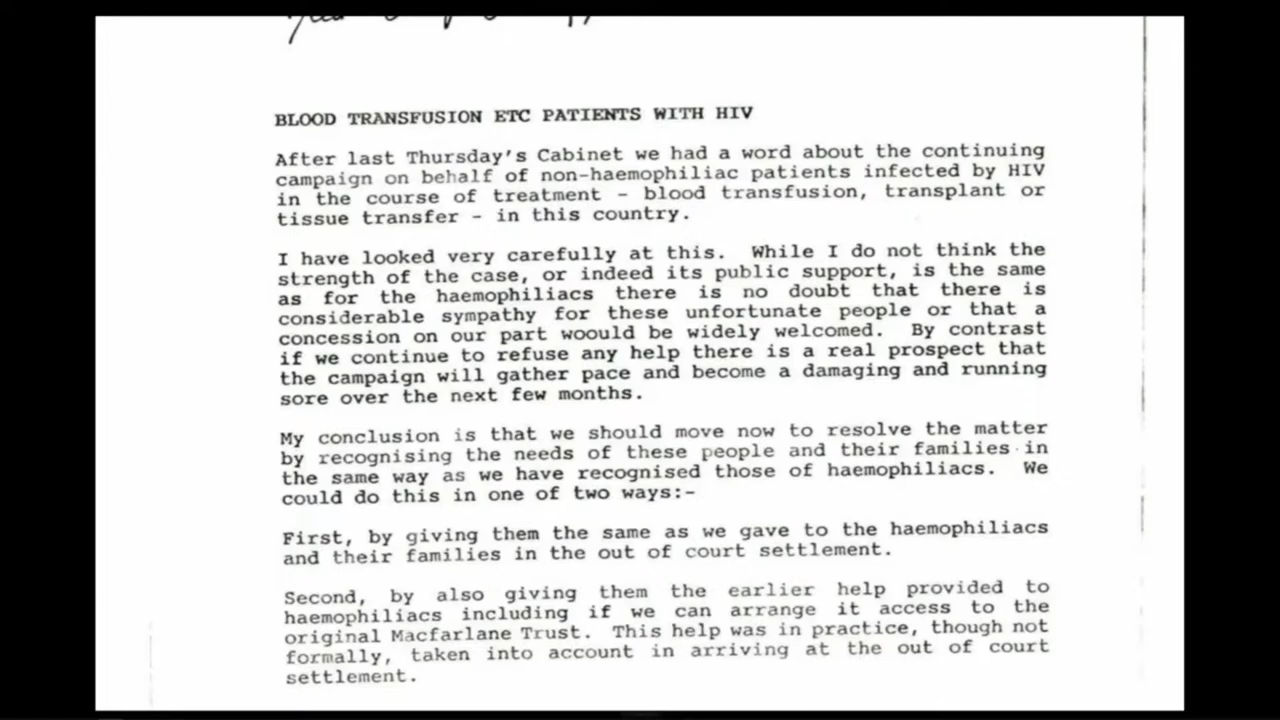 BLOOD TRANSFUSION ETC PATIENTS WITH HIV
After last Thursday's Cabinet we had a word about the continuing
campaign on behalf of non-haemophiliac patients infected by HIV
in the course of treatment - blood transfusion, transplant or
tissue transfer - in this country.
I have looked very carefully at this. While I do not think the
strength of the case, or indeed its public support, is the same
as for the haemophiliacs there is no doubt that there is
considerable sympathy for these unfortunate people or that a
concession on our part woould be widely welcomed. By contrast
if we continue to refuse any help there is a real prospect that
the campaign will gather pace and become a damaging and running
sore over the next few months.
My conclusion is that we should move now to resolve the matter
by recognising the needs of these people and their families in
the same way as we have recognised those of haemophiliacs. We
could do this in one of two ways:-
First, by giving them the same as we gave to the haemophiliacs
and their families in the out of court settlement.
Second, by also giving them the earlier help provided to
haemophiliacs including if we can arrange it access to the
original Macfarlane Trust. This help was in practice, though not
formally, taken into account in arriving at the out of court
settlement.